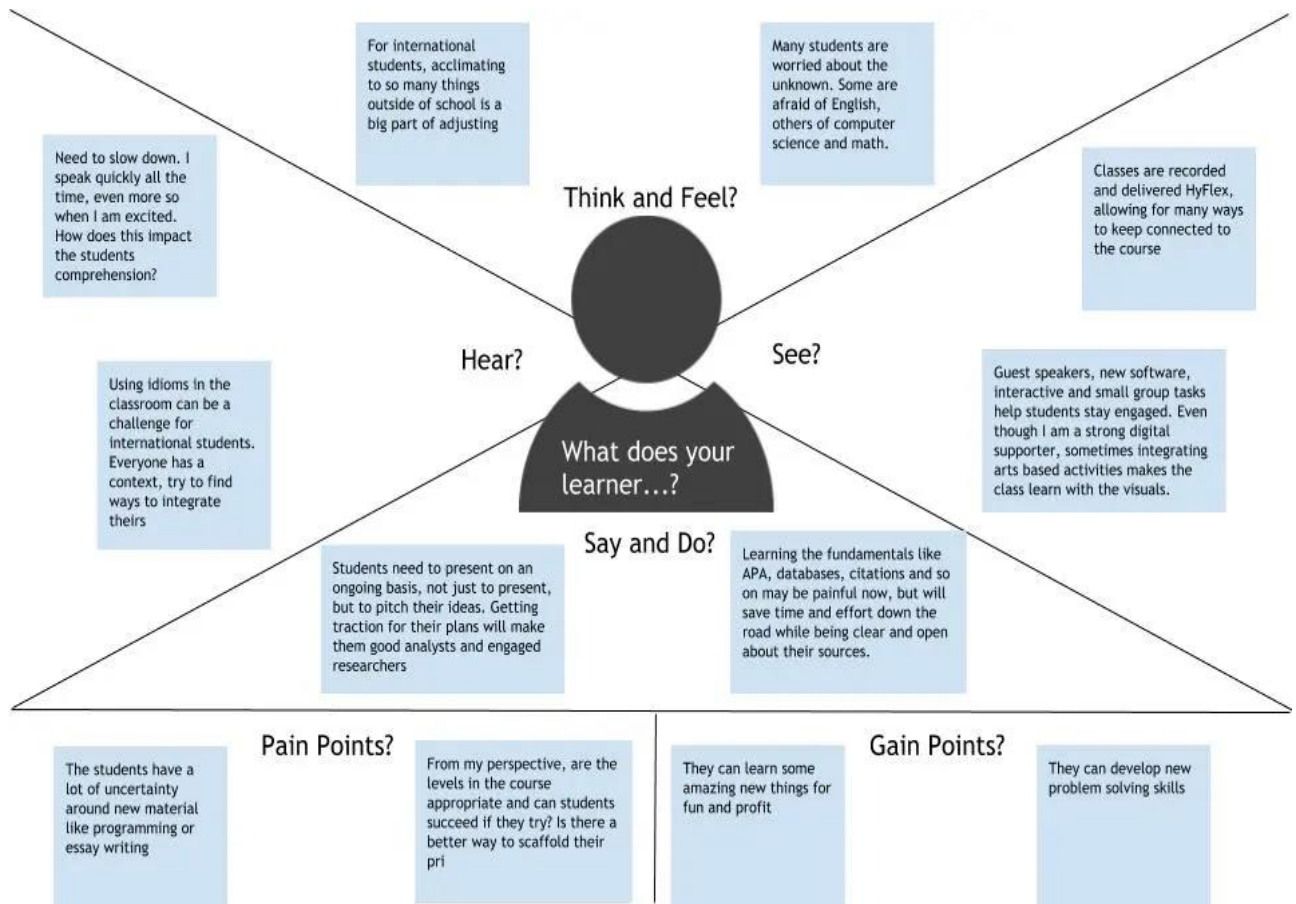 For international
students, acclimating
to so many things
outside of school is a
big part of adjusting
Many students are
worried about the
unknown. Some are
afraid of English,
others of computer
science and math.
Think and Feel?
Need to slow down. I
speak quickly all the
time, even more so
when I am excited.
How does this impact
the students
comprehension?
Classes are recorded
and delivered HyFlex,
allowing for many ways
to keep connected to
the course
Hear?
See?
Using idioms in the
classroom can be a
challenge for
international students.
Everyone has a
context, try to find
ways to integrate
theirs
Guest speakers, new software,
interactive and small group tasks
help students stay engaged. Even
though I am a strong digital
supporter, sometimes integrating
arts based activities makes the
class learn with the visuals.
What does your
learner...?
Say and Do?
Students need to present on an
ongoing basis, not just to present,
but to pitch their ideas. Getting
traction for their plans will make
them good analysts and engaged
researchers
Learning the fundamentals like
APA, databases, citations and so
on may be painful now, but will
save time and effort down the
road while being clear and open
about their sources.
Pain Points?
The students have a
lot of uncertainty
around new material
like programming or
essay writing
From my perspective, are the
levels in the course
appropriate and can students
succeed if they try? Is there a
better way to scaffold their
pri
Gain Points?
They can learn some
amazing new things for
fun and profit
They can develop new
problem solving skills